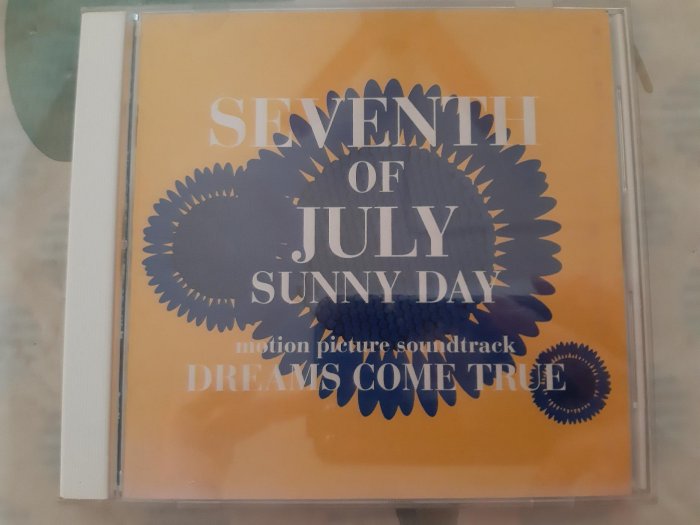 SEVENTH
OF
JULY
SUNNY DAY
motion picture soundtrack
DREAMS COME TRUE